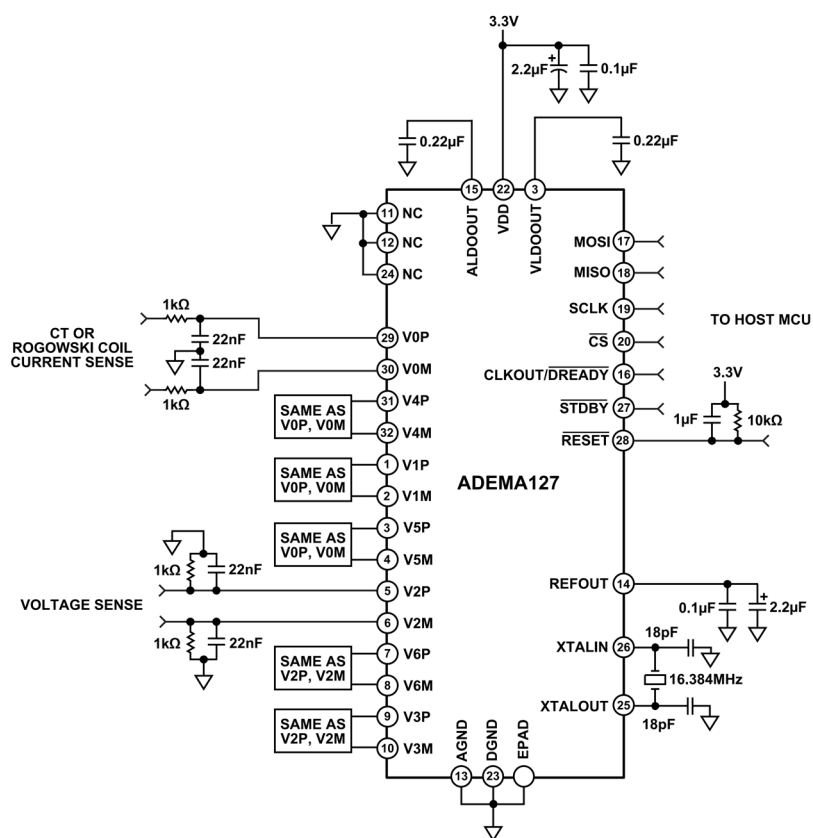 3.3V
2.2µF
+
0.1µF
0.22µF
0.22µF
15
22
3
ALDOOUT
VDD
VLDOOUT
11 NC
12 NC
24 NC
1kΩ
22nF
22nF
1kΩ
CT OR
ROGOWSKI COIL
CURRENT SENSE
29 V0P
30 V0M
31 V4P
32 V4M
SAME AS
V0P, V0M
1 V1P
2 V1M
SAME AS
V0P, V0M
3 V5P
4 V5M
SAME AS
V0P, V0M
1kΩ
22nF
5 V2P
VOLTAGE SENSE
6 V2M
1kΩ
22nF
7 V6P
8 V6M
SAME AS
V2P, V2M
9 V3P
10 V3M
SAME AS
V2P, V2M
ADEMA127
MOSI 17
MISO 18
SCLK 19
CS 20
CLKOUT/DREADY 16
STDBY 27
RESET 28
TO HOST MCU
3.3V
1µF
10kΩ
REFOUT 14
0.1µF
+
2.2µF
XTALIN 26
18pF
16.384MHz
XTALOUT 25
18pF
AGND
DGND
EPAD
13
23